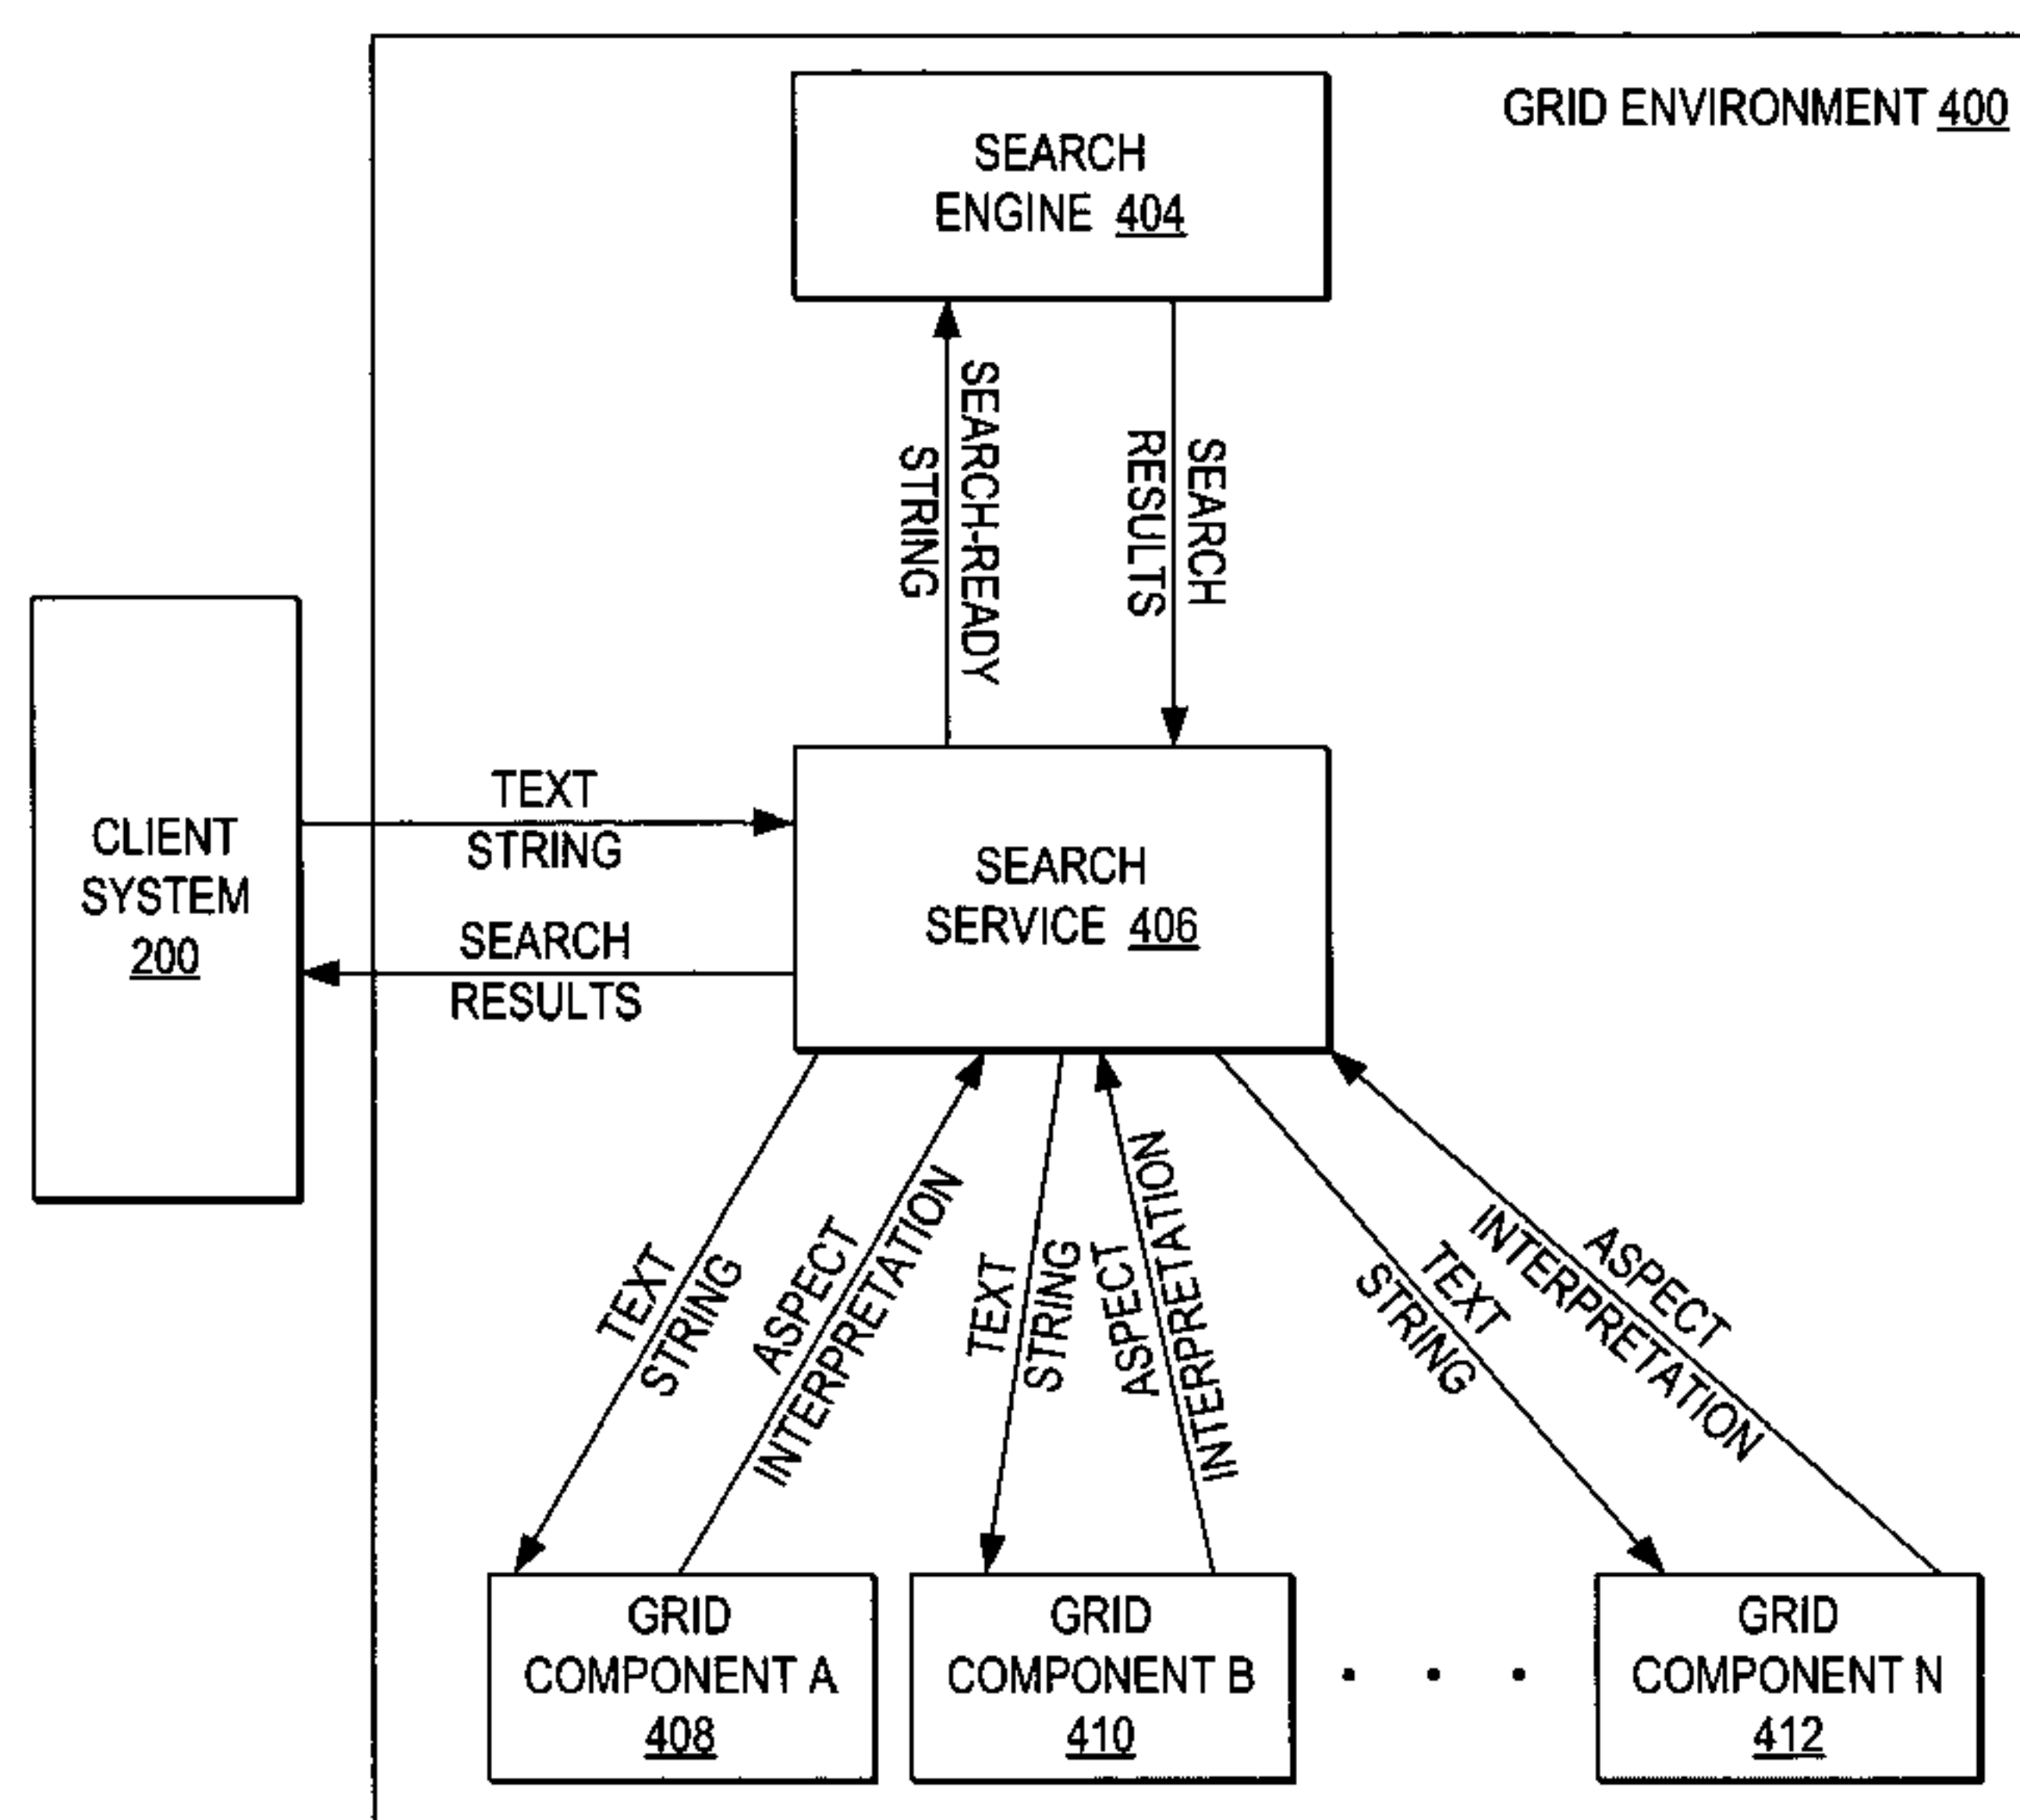 GRID ENVIRONMENT 400
SEARCH
ENGINE 404
SEARCH-READY
STRING
SEARCH
RESULTS
CLIENT
SYSTEM
200
TEXT
STRING
SEARCH
RESULTS
SEARCH
SERVICE 406
TEXT
STRING
ASPECT
INTERPRETATION
TEXT
STRING
ASPECT
INTERPRETATION
TEXT
STRING
ASPECT
INTERPRETATION
GRID
COMPONENT A
408
GRID
COMPONENT B
410
. . .
GRID
COMPONENT N
412